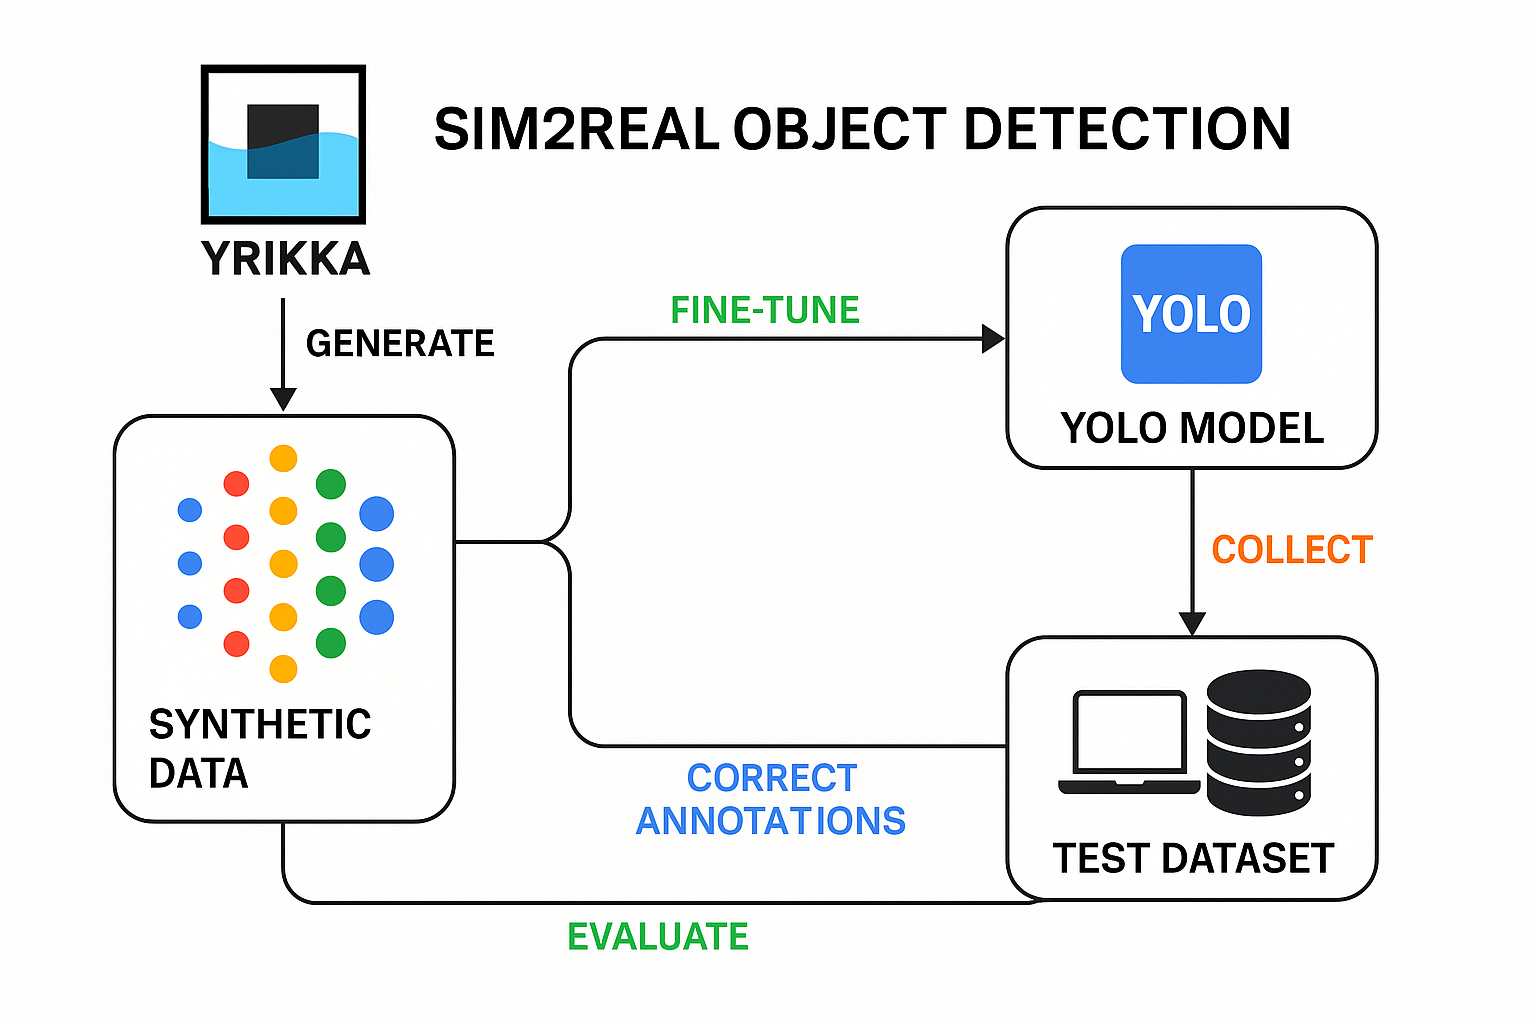 SIM2REAL OBJECT DETECTION
YRIKKA
GENERATE
FINE-TUNE
YOLO
YOLO MODEL
COLLECT
SYNTHETIC
DATA
CORRECT
ANNOTATIONS
TEST DATASET
EVALUATE